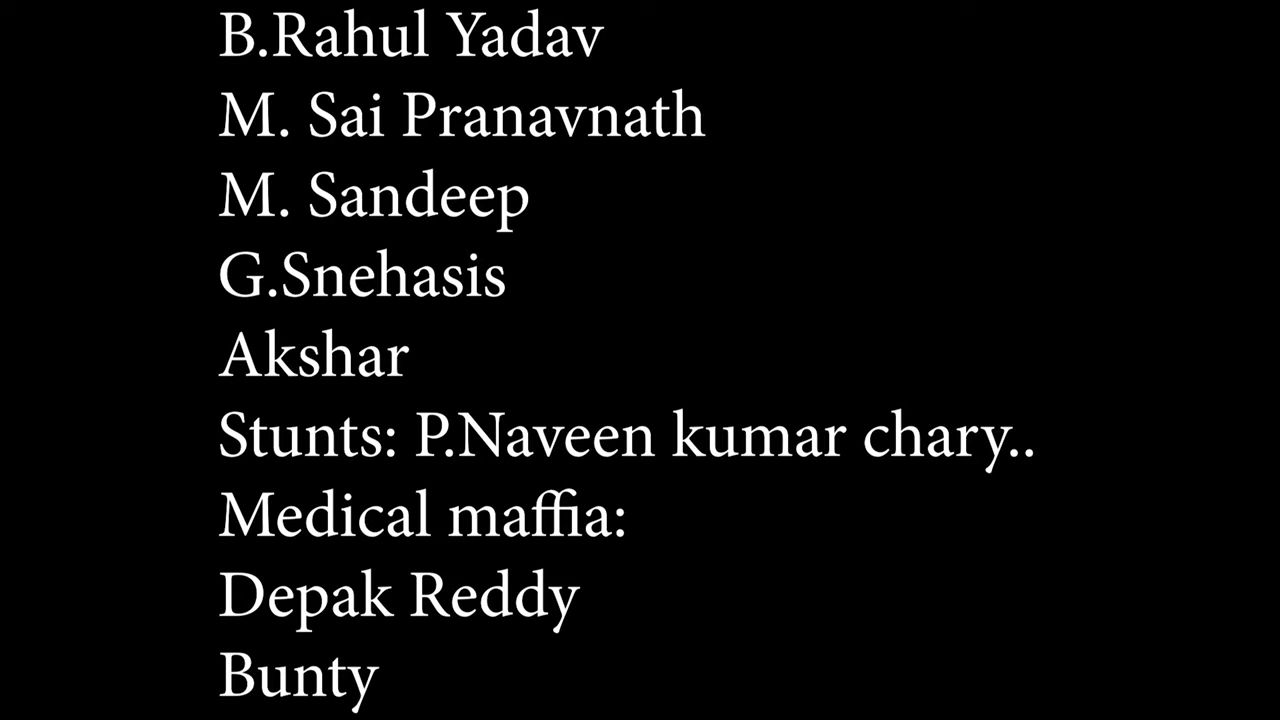 B.Rahul Yadav
M. Sai Pranavnath
M. Sandeep
G.Snehasis
Akshar
Stunts: P.Naveen kumar chary..
Medical maffia:
Depak Reddy
Bunty